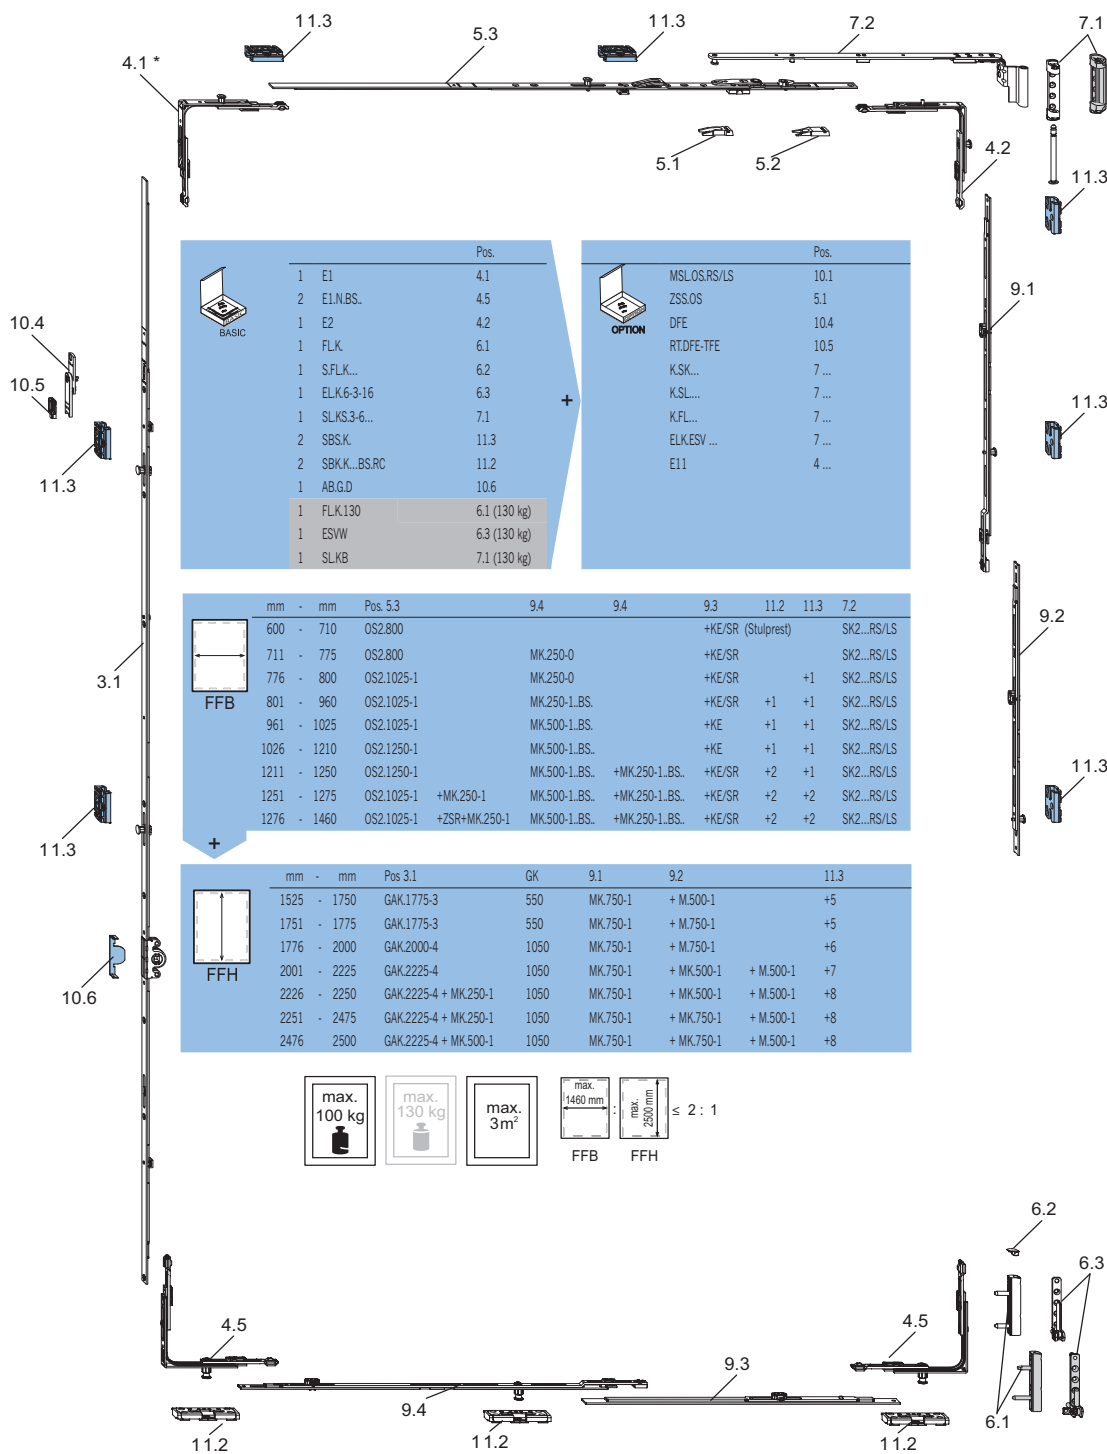 11.3
11.3
7.2
7.1
5.3
4.1 *
5.1
5.2
4.2
11.3
9.1
10.4
10.5
11.3
11.3
9.2
3.1
11.3
11.3
10.6
BASIC
Pos.
1 E1 4.1
2 E1.N.BS.. 4.5
1 E2 4.2
1 FL.K. 6.1
1 S.FL.K... 6.2
1 EL.K.6-3-16 6.3
1 SL.KS.3-6... 7.1
2 SBS.K. 11.3
2 SBK.K...BS.RC 11.2
1 AB.G.D 10.6
1 FL.K.130 6.1 (130 kg)
1 ESVW 6.3 (130 kg)
1 SL.KB 7.1 (130 kg)
+
OPTION
Pos.
MSL.OS.RS/LS 10.1
ZSS.OS 5.1
DFE 10.4
RT.DFE-TFE 10.5
K.SK... 7 ...
K.SL.... 7 ...
K.FL... 7 ...
ELK.ESV ... 7 ...
E11 4 ...
FFB
mm - mm Pos. 5.3 9.4 9.4 9.3 11.2 11.3 7.2
600 - 710 OS2.800 +KE/SR (Stulprest) SK2...RS/LS
711 - 775 OS2.800 MK.250-0 +KE/SR SK2...RS/LS
776 - 800 OS2.1025-1 MK.250-0 +KE/SR +1 SK2...RS/LS
801 - 960 OS2.1025-1 MK.250-1..BS. +KE/SR +1 +1 SK2...RS/LS
961 - 1025 OS2.1025-1 MK.500-1..BS.. +KE +1 +1 SK2...RS/LS
1026 - 1210 OS2.1250-1 MK.500-1..BS.. +KE +1 +1 SK2...RS/LS
1211 - 1250 OS2.1250-1 MK.500-1..BS.. +MK.250-1..BS.. +KE/SR +2 +1 SK2...RS/LS
1251 - 1275 OS2.1025-1 +MK.250-1 MK.500-1..BS.. +MK.250-1..BS.. +KE/SR +2 +2 SK2...RS/LS
1276 - 1460 OS2.1025-1 +ZSR+MK.250-1 MK.500-1..BS.. +MK.250-1..BS.. +KE/SR +2 +2 SK2...RS/LS
+
FFH
mm - mm Pos 3.1 GK 9.1 9.2 11.3
1525 - 1750 GAK.1775-3 550 MK.750-1 + M.500-1 +5
1751 - 1775 GAK.1775-3 550 MK.750-1 + M.500-1 +5
1776 - 2000 GAK.2000-4 1050 MK.750-1 + M.750-1 +6
2001 - 2225 GAK.2225-4 1050 MK.750-1 + MK.500-1 + M.500-1 +7
2226 - 2250 GAK.2225-4 + MK.250-1 1050 MK.750-1 + MK.500-1 + M.500-1 +8
2251 - 2475 GAK.2225-4 + MK.250-1 1050 MK.750-1 + MK.750-1 + M.500-1 +8
2476 2500 GAK.2225-4 + MK.500-1 1050 MK.750-1 + MK.750-1 + M.500-1 +8
max.
100 kg
max.
130 kg
max.
3m²
max.
1460 mm
FFB
:
max.
2500 mm
FFH
≤ 2 : 1
6.2
6.3
4.5
4.5
9.3
9.4
6.1
11.2
11.2
11.2